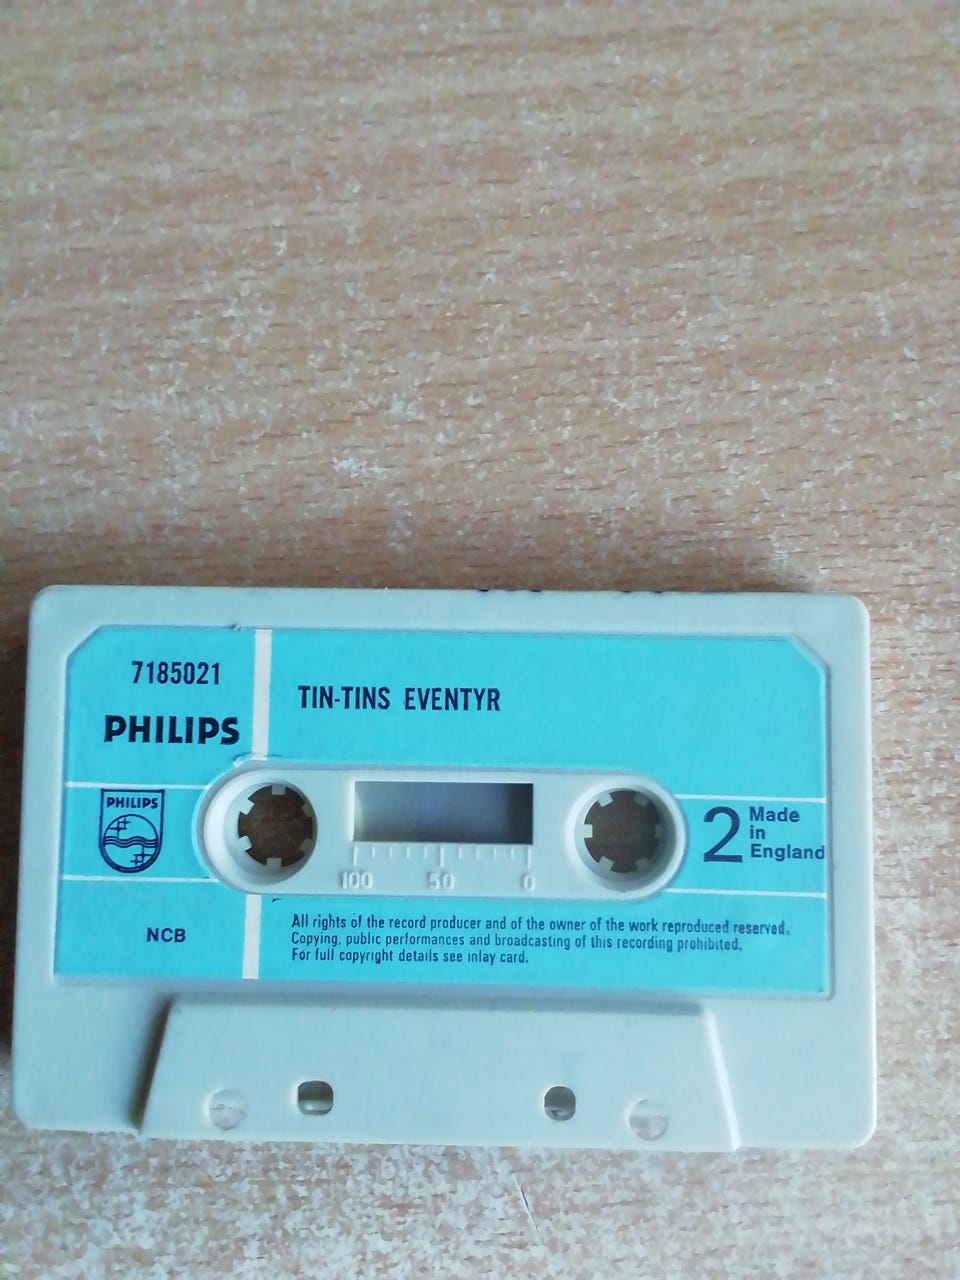 7185021
PHILIPS
TIN-TINS EVENTYR
PHILIPS
100 50 0
2
Made
in
England
NCB
All rights of the record producer and of the owner of the work reproduced reserved.
Copying, public performances and broadcasting of this recording prohibited.
For full copyright details see inlay card.